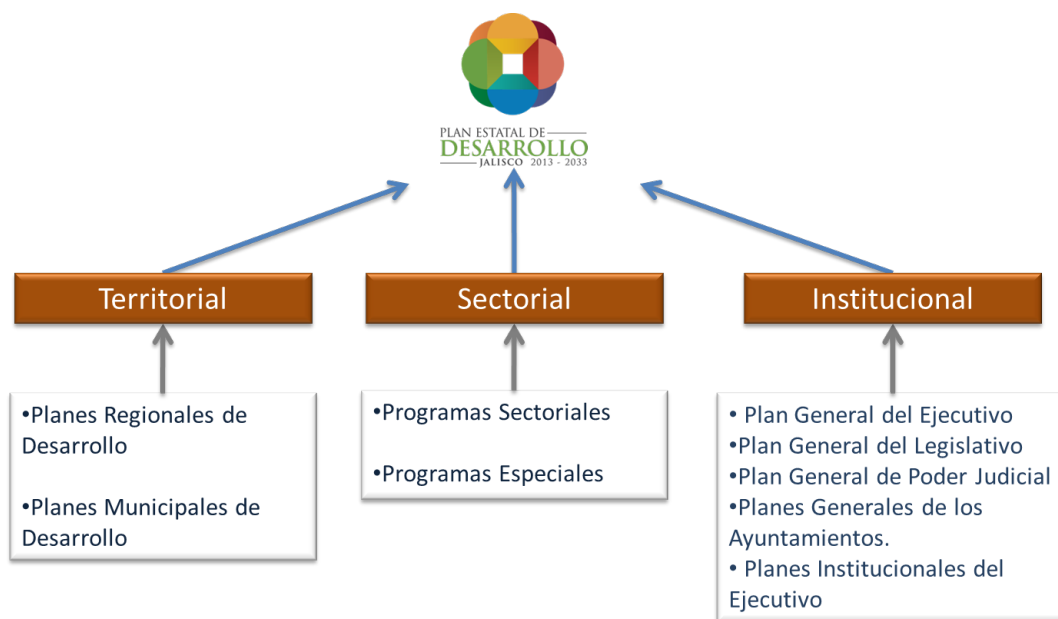 PLAN ESTATAL DE
DESARROLLO
JALISCO 2013 - 2033
Territorial
Sectorial
Institucional
•Planes Regionales de
Desarrollo
•Planes Municipales de
Desarrollo
•Programas Sectoriales
•Programas Especiales
• Plan General del Ejecutivo
•Plan General del Legislativo
•Plan General de Poder Judicial
•Planes Generales de los
Ayuntamientos.
• Planes Institucionales del
Ejecutivo